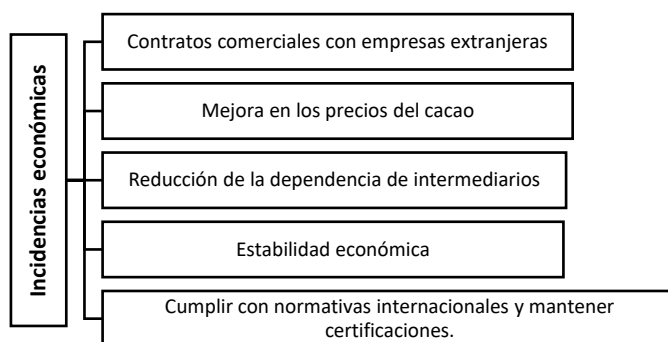 Incidencias económicas
Contratos comerciales con empresas extranjeras
Mejora en los precios del cacao
Reducción de la dependencia de intermediarios
Estabilidad económica
Cumplir con normativas internacionales y mantener
certificaciones.